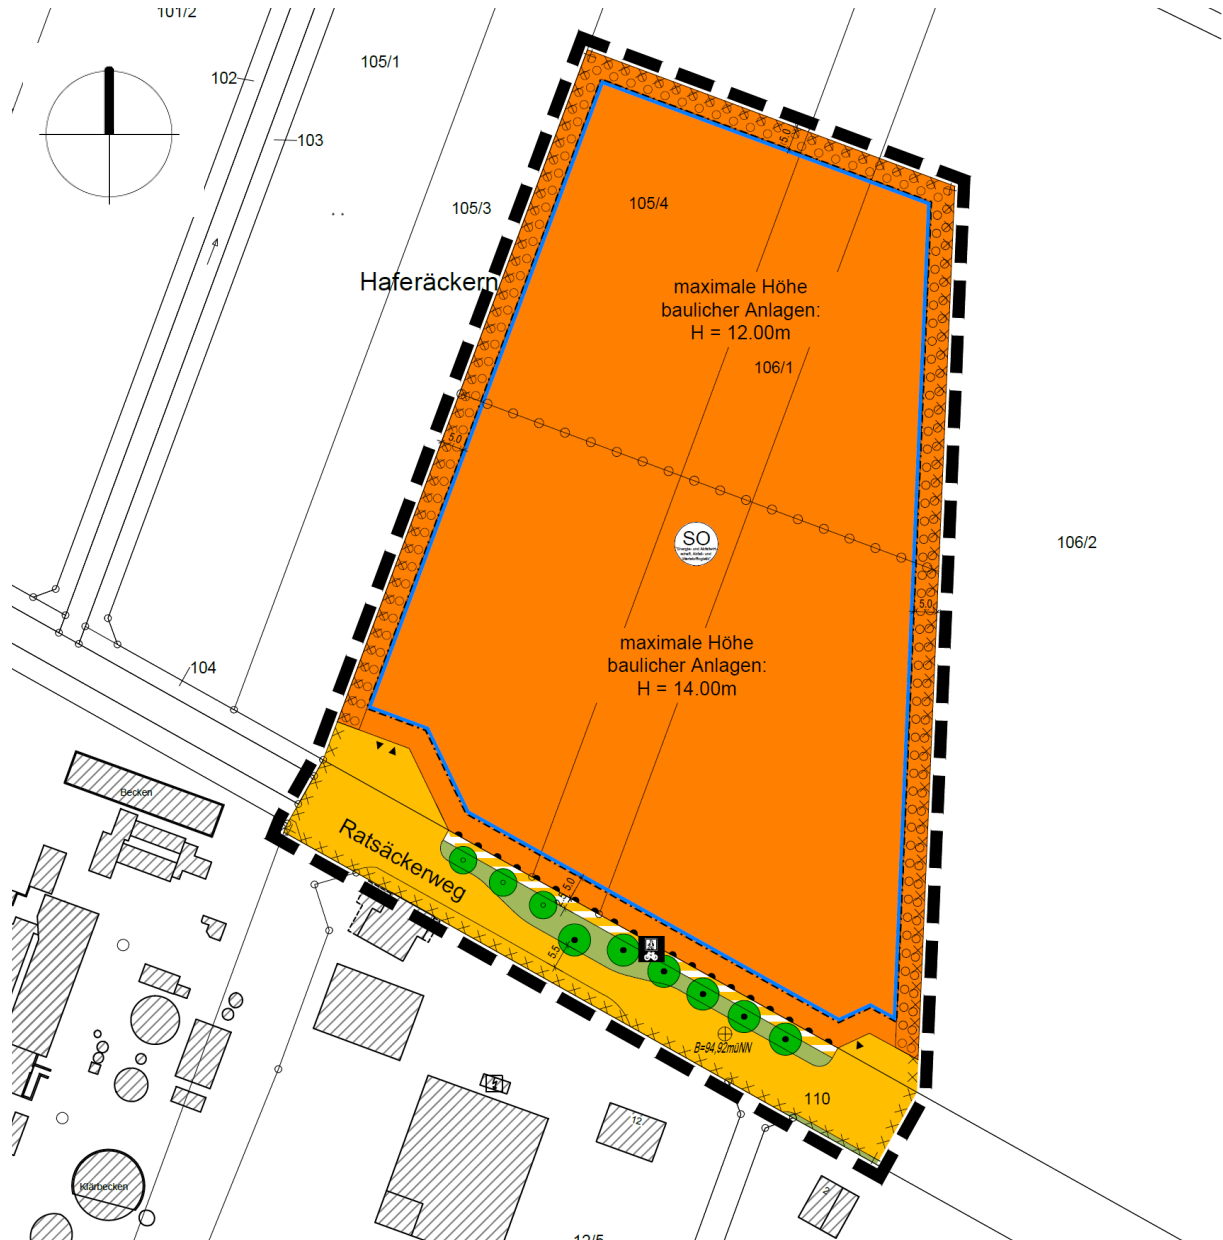 101/2
105/1
102
103
5.0
105/3
105/4
Haferäckern
maximale Höhe
baulicher Anlagen:
H = 12.00m
106/1
5.0
SO
106/2
5.0
maximale Höhe
baulicher Anlagen:
H = 14.00m
104
Becken
Ratsäckerweg
5.0
5.5
B=94,92müNN
110
12
Klärbecken
2
12/5